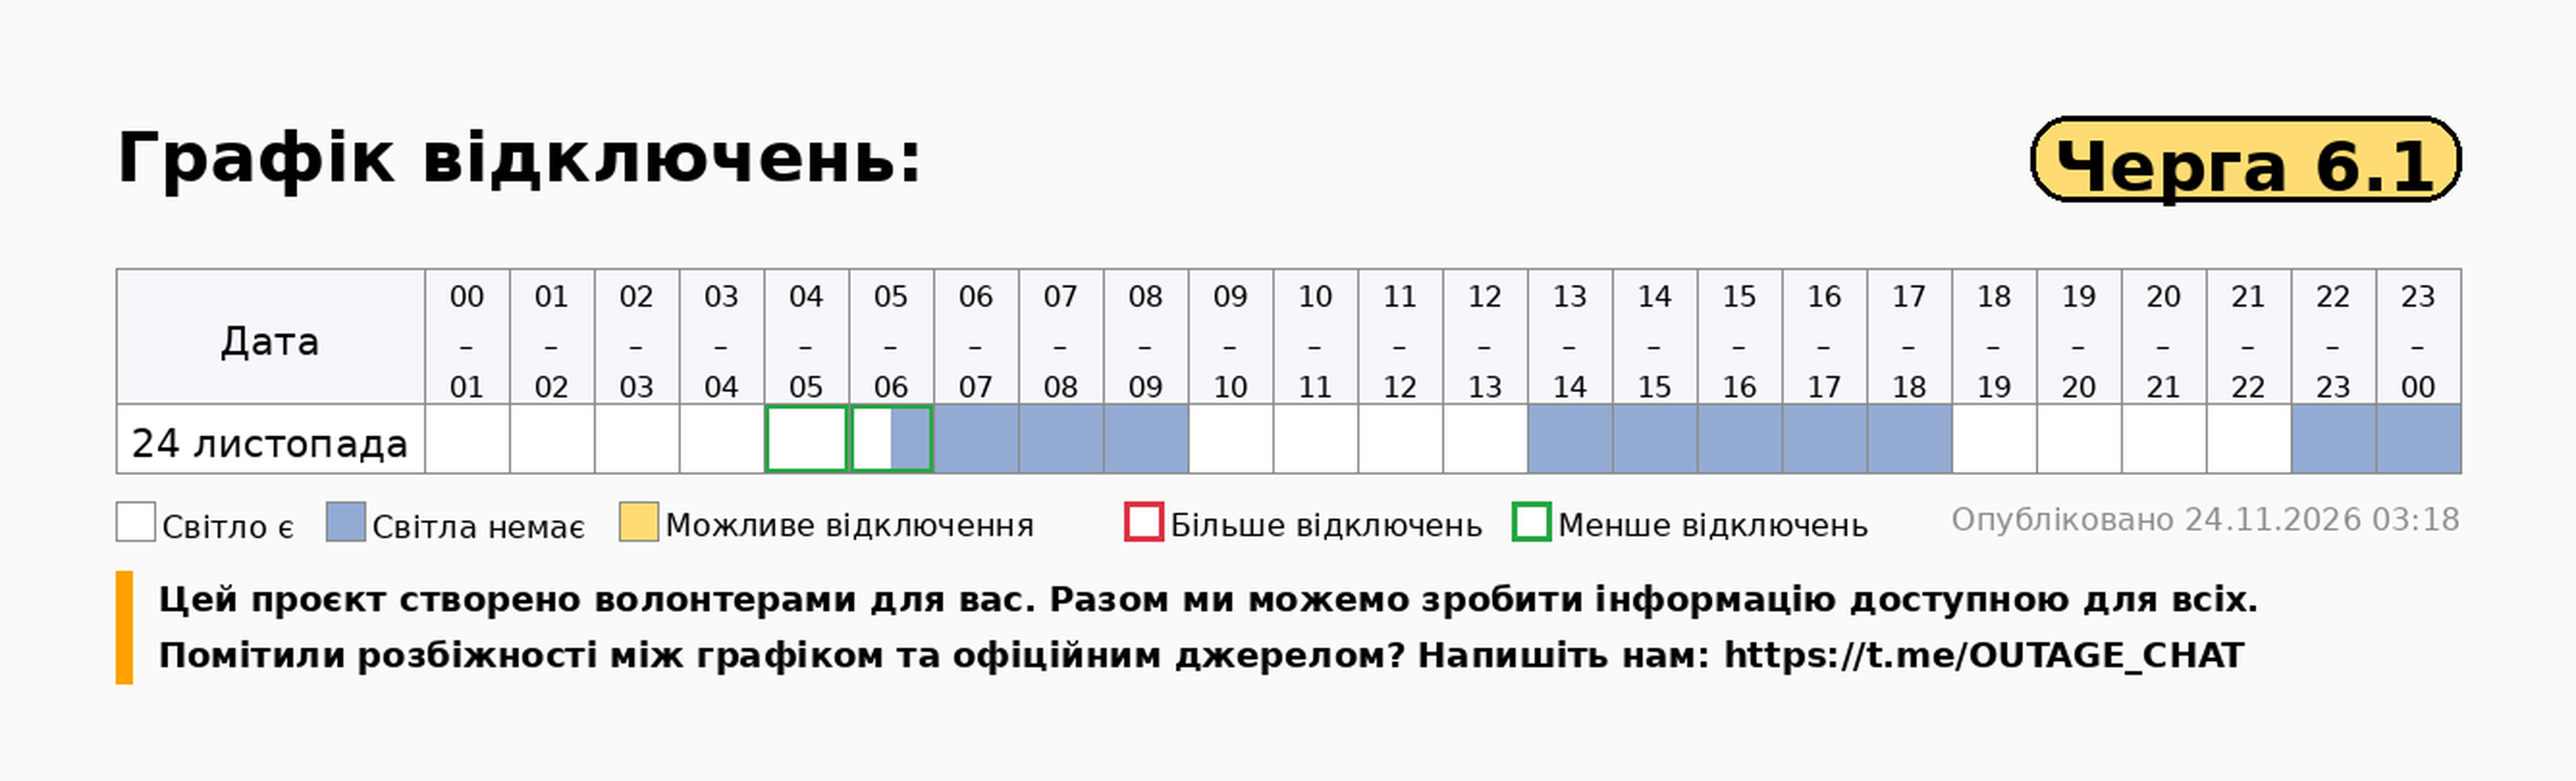 Графік відключень:
Черга 6.1
Дата 00 – 01 01 – 02 02 – 03 03 – 04 04 – 05 05 – 06 06 – 07 07 – 08 08 – 09 09 – 10 10 – 11 11 – 12 12 – 13 13 – 14 14 – 15 15 – 16 16 – 17 17 – 18 18 – 19 19 – 20 20 – 21 21 – 22 22 – 23 23 – 00
24 листопада
Світло є Світла немає Можливе відключення Більше відключень Менше відключень Опубліковано 24.11.2026 03:18
Цей проєкт створено волонтерами для вас. Разом ми можемо зробити інформацію доступною для всіх.
Помітили розбіжності між графіком та офіційним джерелом? Напишіть нам: https://t.me/OUTAGE_CHAT